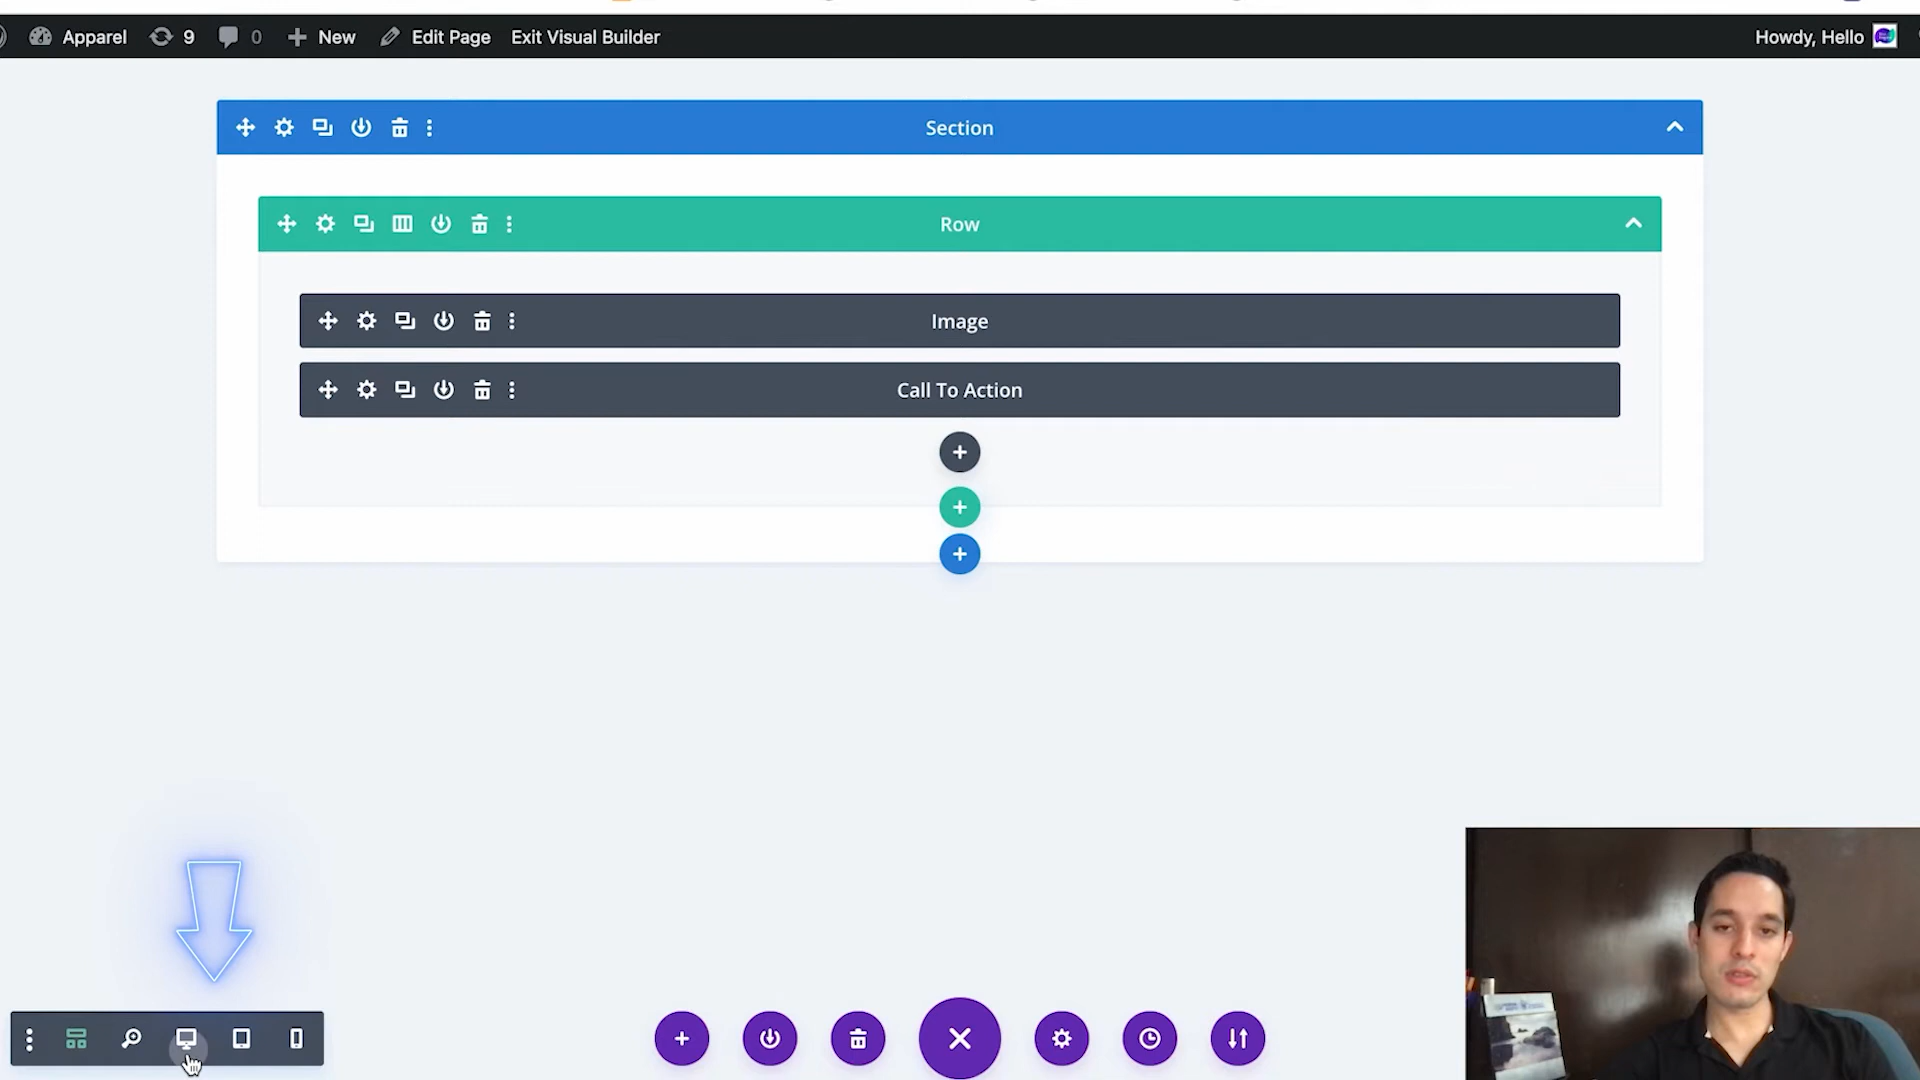 Apparel 9 0 New Edit Page Exit Visual Builder Howdy, Hello
Section
Row
Image
Call To Action